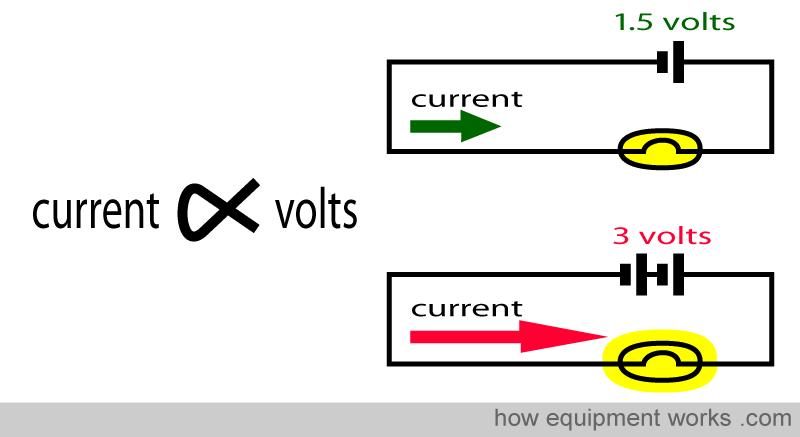 1.5 volts
current
current ∝ volts
3 volts
current
how equipment works .com